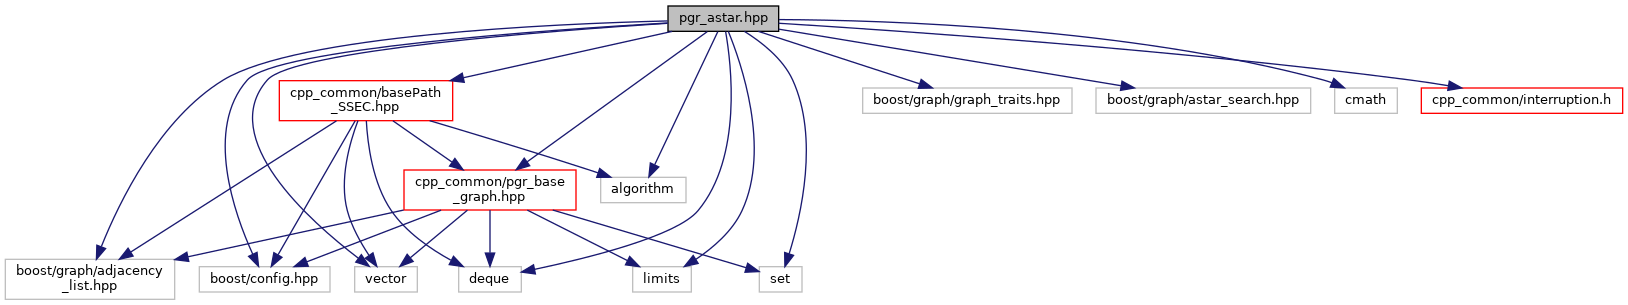 pgr_astar.hpp
cpp_common/basePath
_SSEC.hpp
boost/graph/graph_traits.hpp
boost/graph/astar_search.hpp
cmath
cpp_common/interruption.h
cpp_common/pgr_base
_graph.hpp
algorithm
boost/graph/adjacency
_list.hpp
boost/config.hpp
vector
deque
limits
set